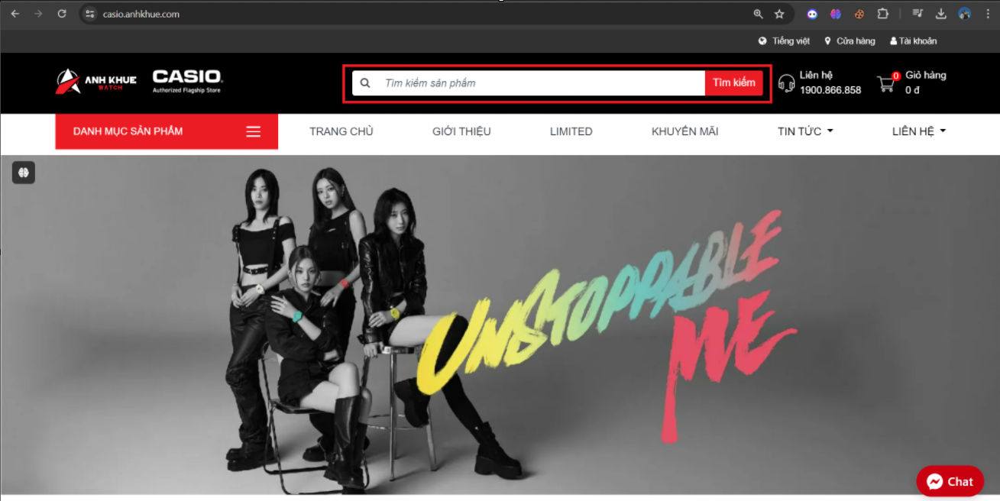 casio.anhkhue.com
Tiếng việt Cửa hàng Tài khoản
ANH KHUE WATCH
CASIO
Authorized Flagship Store
Tìm kiếm sản phẩm Tìm kiếm
Liên hệ
1900.866.858
0
Giỏ hàng
0 đ
DANH MỤC SẢN PHẨM TRANG CHỦ GIỚI THIỆU LIMITED KHUYẾN MÃI TIN TỨC LIÊN HỆ
UNSTOPPABLE
ME
Chat